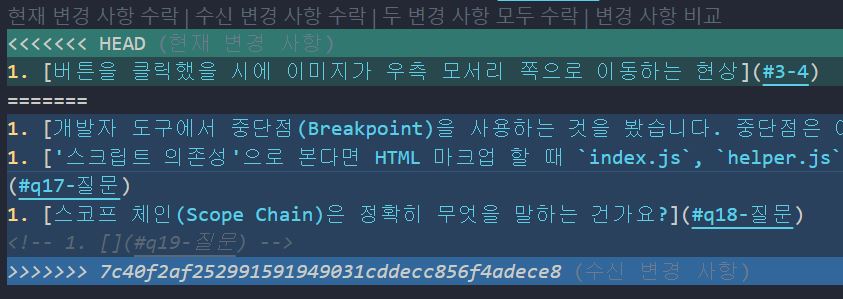 현재 변경 사항 수락 | 수신 변경 사항 수락 | 두 변경 사항 모두 수락 | 변경 사항 비교
<<<<<<< HEAD (현재 변경 사항)
1. [버튼을 클릭했을 시에 이미지가 우측 모서리 쪽으로 이동하는 현상](#3-4)
=======
1. [개발자 도구에서 중단점(Breakpoint)을 사용하는 것을 봤습니다. 중단점은
1. ['스크립트 의존성'으로 본다면 HTML 마크업 할 때 `index.js`, `helper.js`
(#q17-질문)
1. [스코프 체인(Scope Chain)은 정확히 무엇을 말하는 건가요?](#q18-질문)
<!-- 1. [](#q19-질문) -->
>>>>>>> 7c40f2af252991591949031cddecc856f4adece8 (수신 변경 사항)